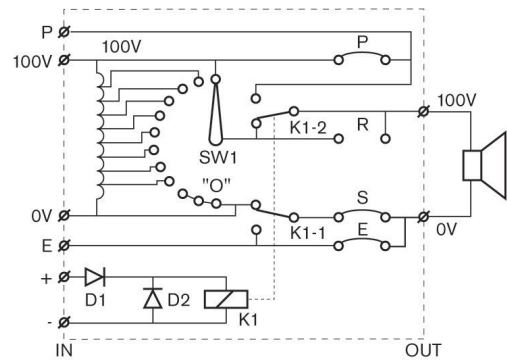 P
100V
P
100V
100V
K1-2
R
SW1
"O"
S
0V
K1-1
0V
E
E
+
D1
D2
K1
-
IN
OUT